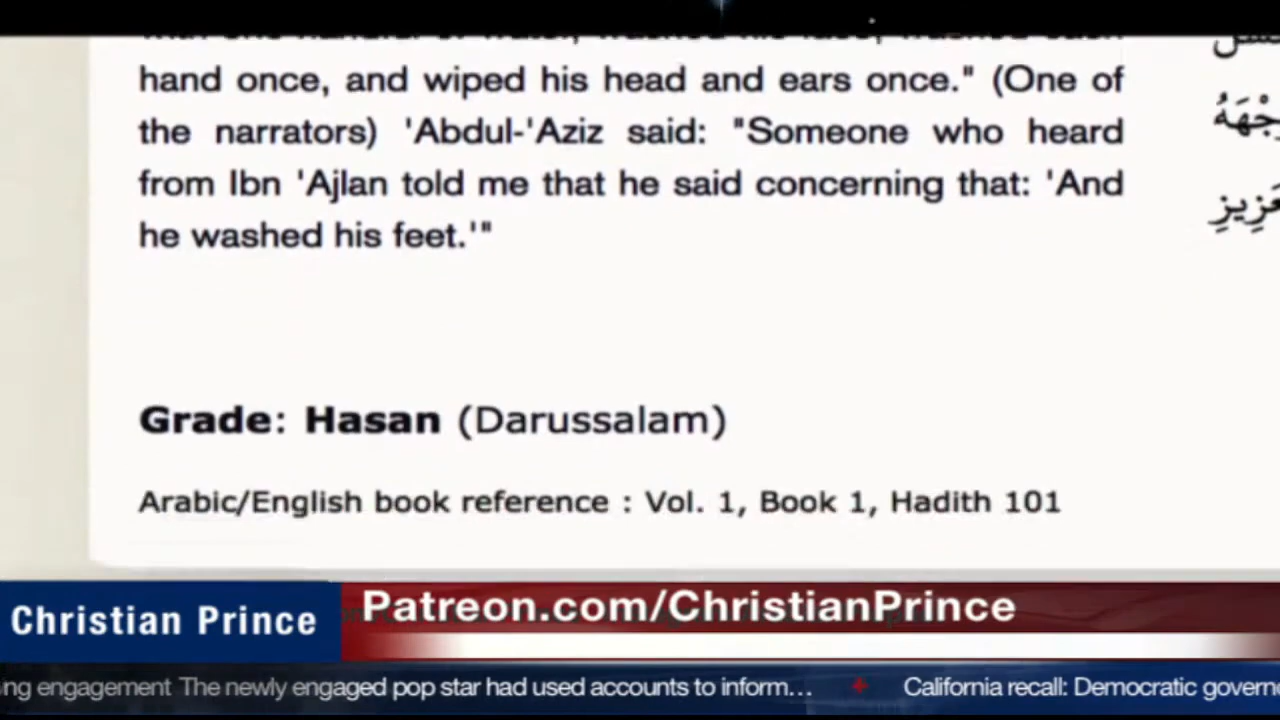 hand once, and wiped his head and ears once." (One of
the narrators) 'Abdul-'Aziz said: "Someone who heard
from Ibn 'Ajlan told me that he said concerning that: 'And
he washed his feet.'"
Grade: Hasan (Darussalam)
Arabic/English book reference : Vol. 1, Book 1, Hadith 101
Christian Prince
Patreon.com/ChristianPrince
ng engagement The newly engaged pop star had used accounts to inform… California recall: Democratic govern